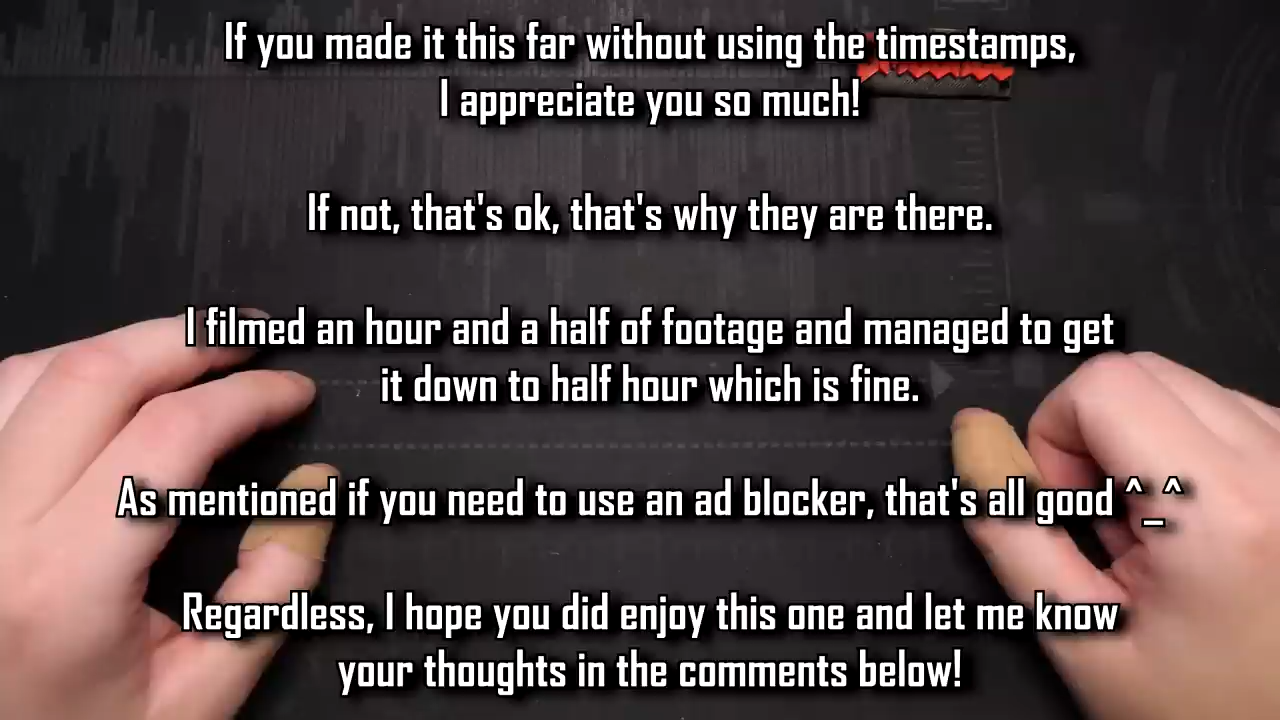 If you made it this far without using the timestamps,
I appreciate you so much!
If not, that's ok, that's why they are there.
I filmed an hour and a half of footage and managed to get
it down to half hour which is fine.
As mentioned if you need to use an ad blocker, that's all good ^_^
Regardless, I hope you did enjoy this one and let me know
your thoughts in the comments below!